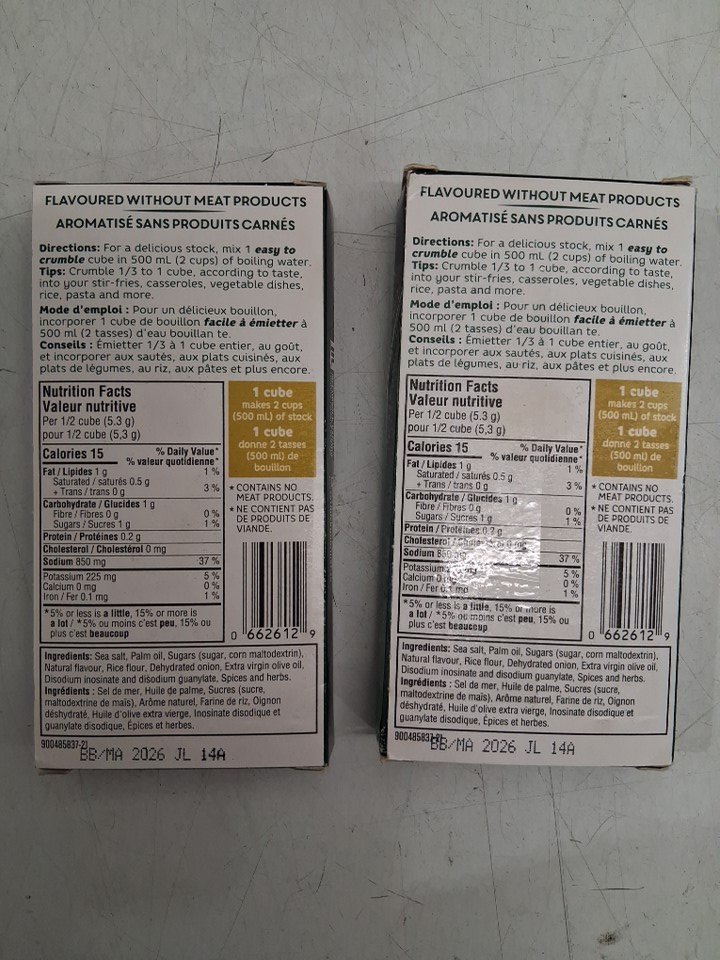 FLAVOURED WITHOUT MEAT PRODUCTS
AROMATISÉ SANS PRODUITS CARNÉS
Directions: For a delicious stock, mix 1 easy to
crumble cube in 500 mL (2 cups) of boiling water.
Tips: Crumble 1/3 to 1 cube, according to taste,
into your stir-fries, casseroles, vegetable dishes,
rice, pasta and more.
Mode d'emploi : Pour un délicieux bouillon,
incorporer 1 cube de bouillon facile à émietter à
500 ml (2 tasses) d'eau bouillan te.
Conseils : Émietter 1/3 à 1 cube entier, au goût,
et incorporer aux sautés, aux plats cuisinés, aux
plats de légumes, au riz, aux pâtes et plus encore.
Nutrition Facts
Valeur nutritive
Per 1/2 cube (5.3 g)
pour 1/2 cube (5,3 g)
Calories 15
% Daily Value*
% valeur quotidienne*
Fat / Lipides 1 g 1 %
Saturated / saturés 0.5 g
+ Trans / trans 0 g 3 %
Carbohydrate / Glucides 1 g
Fibre / Fibres 0 g 0 %
Sugars / Sucres 1 g 1 %
Protein / Protéines 0.2 g
Cholesterol / Cholestérol 0 mg
Sodium 850 mg 37 %
Potassium 225 mg 5 %
Calcium 0 mg 0 %
Iron / Fer 0.1 mg 1 %
*5% or less is a little, 15% or more is
a lot / *5% ou moins c'est peu, 15% ou
plus c'est beaucoup
1 cube
makes 2 cups
(500 mL) of stock
1 cube
donne 2 tasses
(500 ml) de
bouillon
* CONTAINS NO
MEAT PRODUCTS.
* NE CONTIENT PAS
DE PRODUITS DE
VIANDE.
0 662612 9
Ingredients: Sea salt, Palm oil, Sugars (sugar, corn maltodextrin),
Natural flavour, Rice flour, Dehydrated onion, Extra virgin olive oil,
Disodium inosinate and disodium guanylate, Spices and herbs.
Ingrédients : Sel de mer, Huile de palme, Sucres (sucre,
maltodextrine de maïs), Arôme naturel, Farine de riz, Oignon
déshydraté, Huile d'olive extra vierge, Inosinate disodique et
guanylate disodique, Épices et herbes.
900485837-2
BB/MA 2026 JL 14A
FLAVOURED WITHOUT MEAT PRODUCTS
AROMATISÉ SANS PRODUITS CARNÉS
Directions: For a delicious stock, mix 1 easy to
crumble cube in 500 mL (2 cups) of boiling water.
Tips: Crumble 1/3 to 1 cube, according to taste,
into your stir-fries, casseroles, vegetable dishes,
rice, pasta and more.
Mode d'emploi : Pour un délicieux bouillon,
incorporer 1 cube de bouillon facile à émietter à
500 ml (2 tasses) d'eau bouillan te.
Conseils : Émietter 1/3 à 1 cube entier, au goût,
et incorporer aux sautés, aux plats cuisinés, aux
plats de légumes, au riz, aux pâtes et plus encore.
Nutrition Facts
Valeur nutritive
Per 1/2 cube (5.3 g)
pour 1/2 cube (5,3 g)
Calories 15
% Daily Value*
% valeur quotidienne*
Fat / Lipides 1 g 1 %
Saturated / saturés 0.5 g
+ Trans / trans 0 g 3 %
Carbohydrate / Glucides 1 g
Fibre / Fibres 0 g 0 %
Sugars / Sucres 1 g 1 %
Protein / Protéines 0.2 g
Cholesterol / 0 mg
Sodium 850 mg 37 %
Potassium mg 5 %
Calcium 0 mg 0 %
Iron / Fer 0.1 mg 1 %
*5% or less is a little, 15% or more is
a lot / *5% ou moins c'est peu, 15% ou
plus c'est beaucoup
1 cube
makes 2 cups
(500 mL) of stock
1 cube
donne 2 tasses
(500 ml) de
bouillon
* CONTAINS NO
MEAT PRODUCTS.
* NE CONTIENT PAS
DE PRODUITS DE
VIANDE.
0 662612 9
Ingredients: Sea salt, Palm oil, Sugars (sugar, corn maltodextrin),
Natural flavour, Rice flour, Dehydrated onion, Extra virgin olive oil,
Disodium inosinate and disodium guanylate, Spices and herbs.
Ingrédients : Sel de mer, Huile de palme, Sucres (sucre,
maltodextrine de maïs), Arôme naturel, Farine de riz, Oignon
déshydraté, Huile d'olive extra vierge, Inosinate disodique et
guanylate disodique, Épices et herbes.
BB/MA 2026 JL 14A